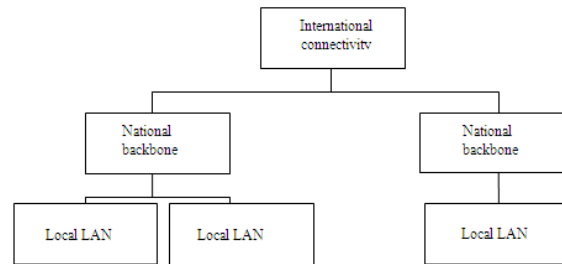 International
connectivity
National
backbone
National
backbone
Local LAN
Local LAN
Local LAN